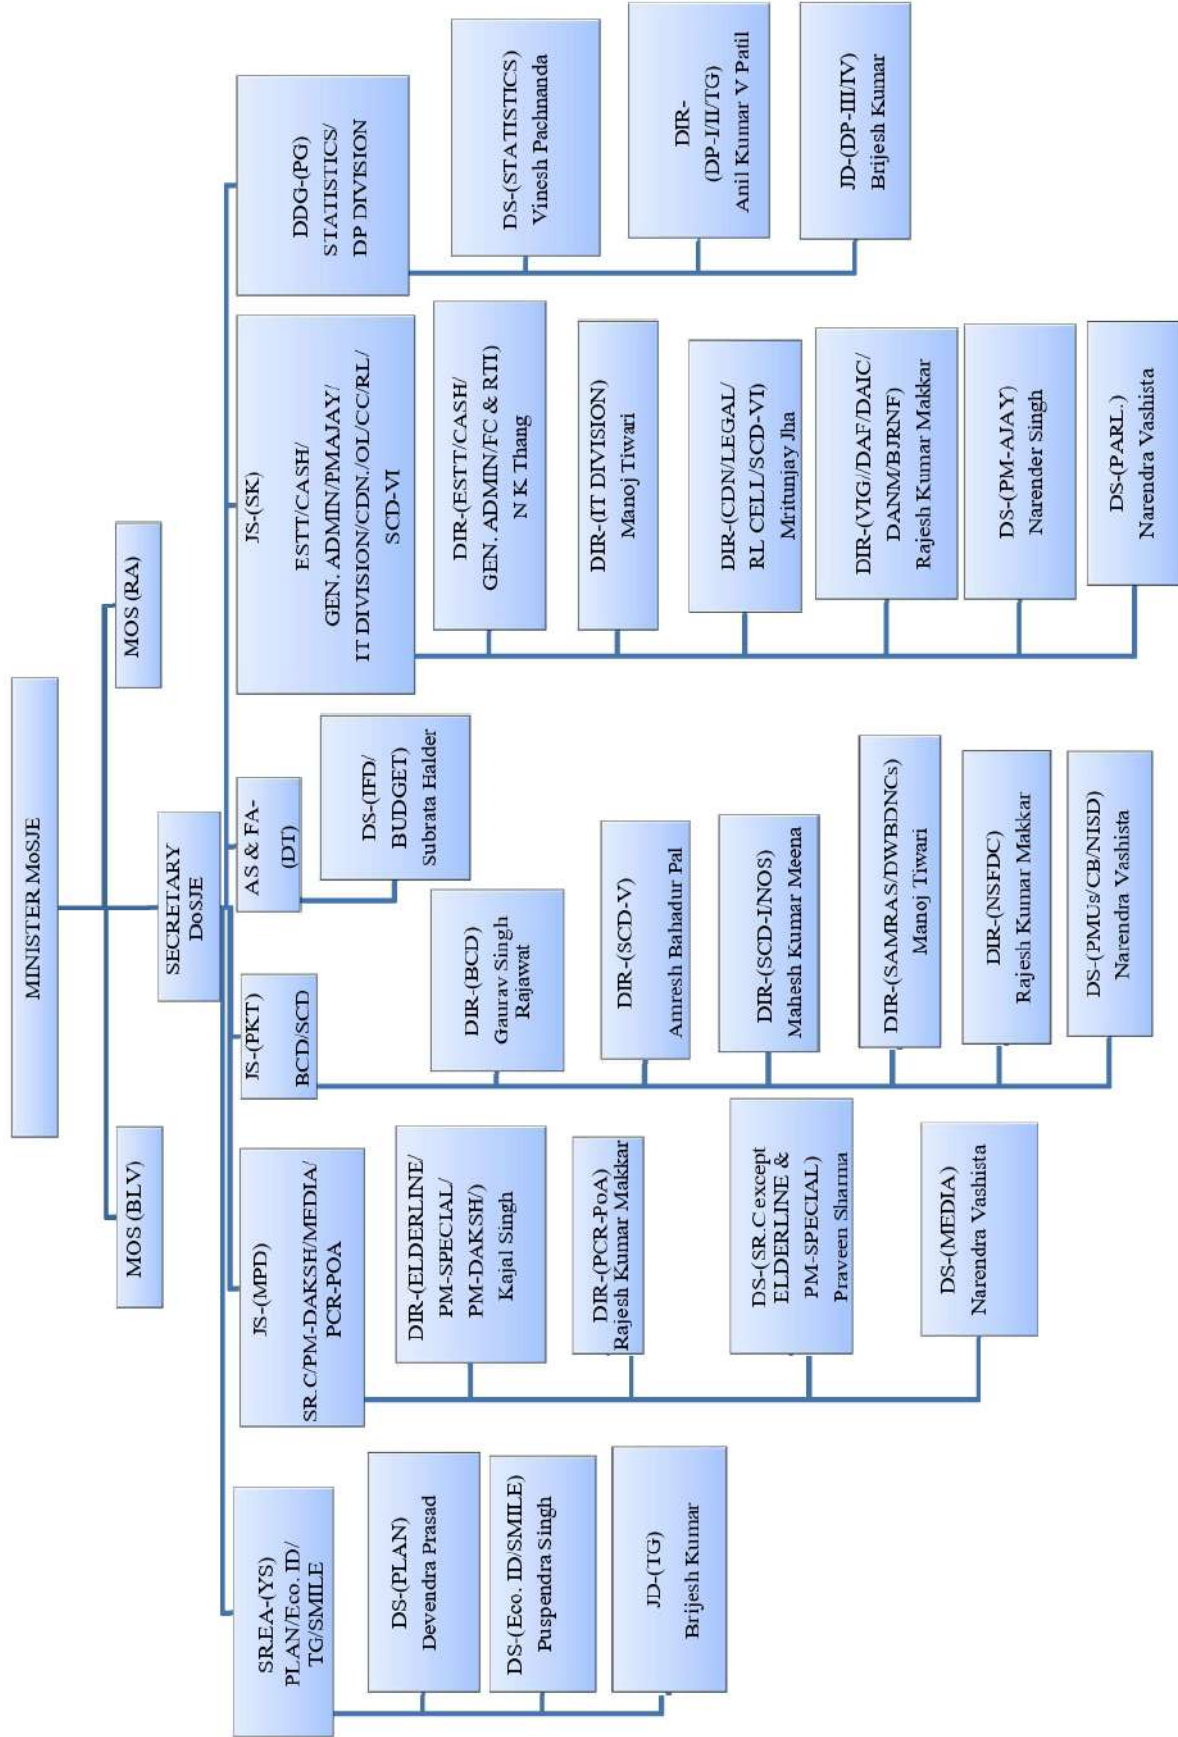 MINISTER MoSJE
MOS (BLV)
MOS (RA)
SECRETARY
DoSJE
SREA-(YS)
PLAN/Eco. ID/
TG/SMILE
DS-(PLAN)
Devendra Prasad
DS-(Eco. ID/SMILE)
Puspendra Singh
JD-(TG)
Brijesh Kumar
JS-(MPD)
SR.C/PM-DAKSH/MEDIA/
PCR-POA
DIR-(ELDERLINE/
PM-SPECIAL/
PM-DAKSH/)
Kajal Singh
DIR-(PCR-PoA)
Rajesh Kumar Makkar
DS-(SR.C except
ELDERLINE &
PM-SPECIAL)
Praveen Sharma
DS-(MEDIA)
Narendra Vashista
JS-(PKT)
BCD/SCD
DIR-(BCD)
Gaurav Singh
Rajawat
DIR-(SCD-V)
Amresh Bahadur Pal
DIR-(SCD-INOS)
Mahesh Kumar Meena
DIR-(SAMRAS/DWBDNCs)
Manoj Tiwari
DIR-(NSFDC)
Rajesh Kumar Makkar
DS-(PMUs/CB/NISD)
Narendra Vashista
AS & FA-
(DT)
DS-(IFD/
BUDGET)
Subrata Halder
JS-(SK)
ESTT/CASH/
GEN. ADMIN/PMAJAY/
IT DIVISION/CDN./OL/CC/RL/
SCD-VI
DIR-(ESTT/CASH/
GEN. ADMIN/FC & RTI)
N K Thang
DIR-(IT DIVISION)
Manoj Tiwari
DIR-(CDN/LEGAL/
RL CELL/SCD-VI)
Mritunjay Jha
DIR-(VIG/DAF/DAIC/
DANM/BJRNF)
Rajesh Kumar Makkar
DS-(PM-AJAY)
Narender Singh
DS-(PARL.)
Narendra Vashista
DDG-(PG)
STATISTICS/
DP DIVISION
DS-(STATISTICS)
Vinesh Pachnanda
DIR-
(DP-I/II/TG)
Anil Kumar V Patil
JD-(DP-III/IV)
Brijesh Kumar